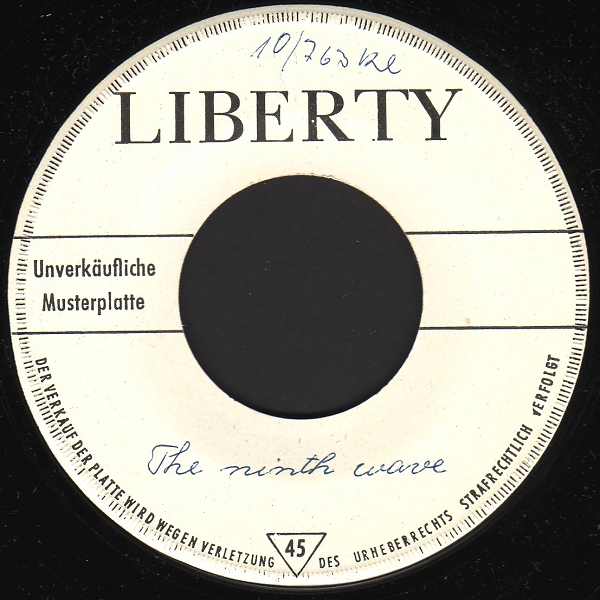 10/763 Re
LIBERTY
Unverkäufliche
Musterplatte
The ninth wave
DER VERKAUF DER PLATTE WIRD WEGEN VERLETZUNG DES URHEBERRECHTS STRAFRECHTLICH VERFOLGT
45